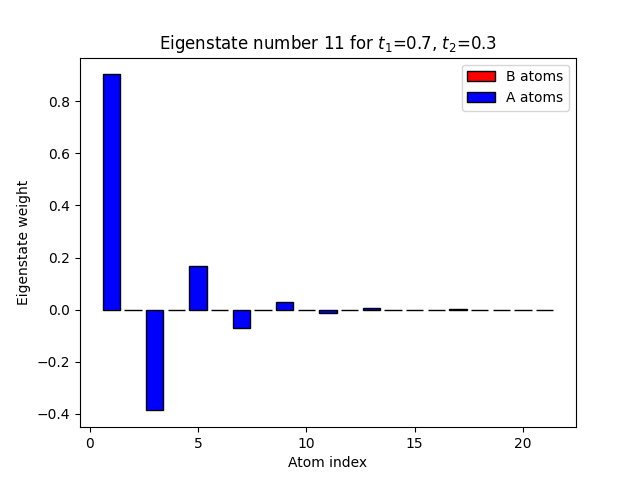 Eigenstate number 11 for t₁=0.7, t₂=0.3
B atoms
A atoms
Eigenstate weight
0.8
0.6
0.4
0.2
0.0
−0.2
−0.4
0 5 10 15 20
Atom index